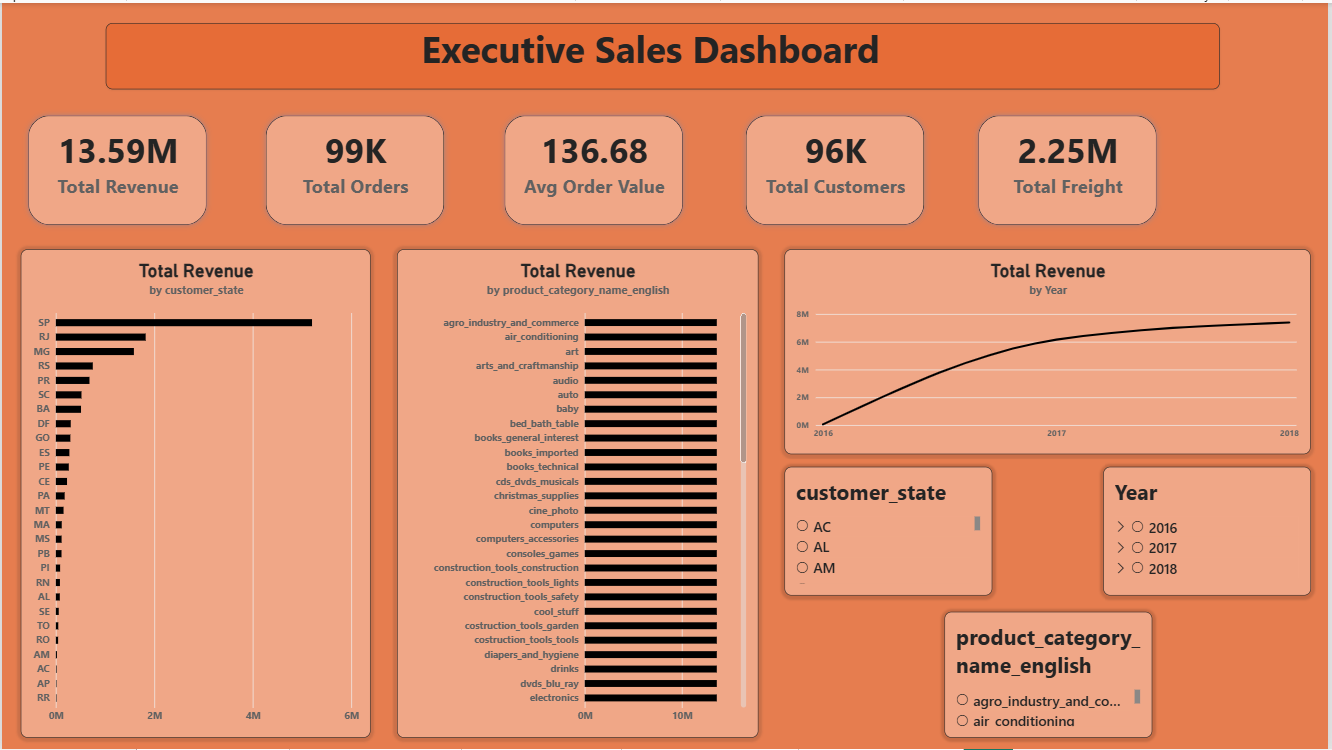 Executive Sales Dashboard
13.59M
Total Revenue
99K
Total Orders
136.68
Avg Order Value
96K
Total Customers
2.25M
Total Freight
Total Revenue
by customer_state
SP
RJ
MG
RS
PR
SC
BA
DF
GO
ES
PE
CE
PA
MT
MA
MS
PB
PI
RN
AL
SE
TO
RO
AM
AC
AP
RR
0M 2M 4M 6M
Total Revenue
by product_category_name_english
agro_industry_and_commerce
air_conditioning
art
arts_and_craftmanship
audio
auto
baby
bed_bath_table
books_general_interest
books_imported
books_technical
cds_dvds_musicals
christmas_supplies
cine_photo
computers
computers_accessories
consoles_games
construction_tools_construction
construction_tools_lights
construction_tools_safety
cool_stuff
costruction_tools_garden
costruction_tools_tools
diapers_and_hygiene
drinks
dvds_blu_ray
electronics
0M 10M
Total Revenue
by Year
8M
6M
4M
2M
0M
2016 2017 2018
customer_state
AC
AL
AM
Year
2016
2017
2018
product_category_
name_english
agro_industry_and_co...
air_conditioning